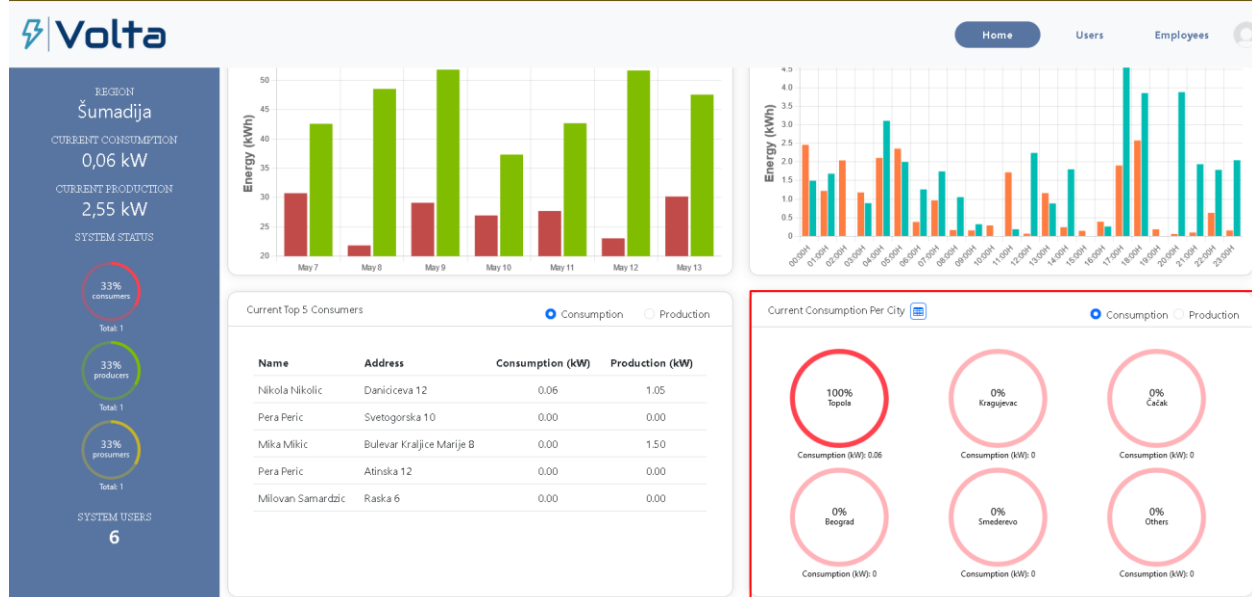 Volta
Home Users Employees
REGION
Šumadija
CURRENT CONSUMPTION
0,06 kW
CURRENT PRODUCTION
2,55 kW
SYSTEM STATUS
33%
consumers
Total: 1
33%
producers
Total: 1
33%
prosumers
Total: 1
SYSTEM USERS
6
Energy (kWh)
50
45
40
35
30
25
20
May 7 May 8 May 9 May 10 May 11 May 12 May 13
Energy (kWh)
4.5
4.0
3.5
3.0
2.5
2.0
1.5
1.0
0.5
0
00:00H 01:00H 02:00H 03:00H 04:00H 05:00H 06:00H 07:00H 08:00H 09:00H 10:00H 11:00H 12:00H 13:00H 14:00H 15:00H 16:00H 17:00H 18:00H 19:00H 20:00H 21:00H 22:00H 23:00H
Current Top 5 Consumers Consumption Production
Name Address Consumption (kW) Production (kW)
Nikola Nikolic Daniciceva 12 0.06 1.05
Pera Peric Svetogorska 10 0.00 0.00
Mika Mikic Bulevar Kraljice Marije 8 0.00 1.50
Pera Peric Atinska 12 0.00 0.00
Milovan Samardzic Raska 6 0.00 0.00
Current Consumption Per City Consumption Production
100%
Topola
Consumption (kW): 0.06
0%
Kragujevac
Consumption (kW): 0
0%
Čačak
Consumption (kW): 0
0%
Beograd
Consumption (kW): 0
0%
Smederevo
Consumption (kW): 0
0%
Others
Consumption (kW): 0